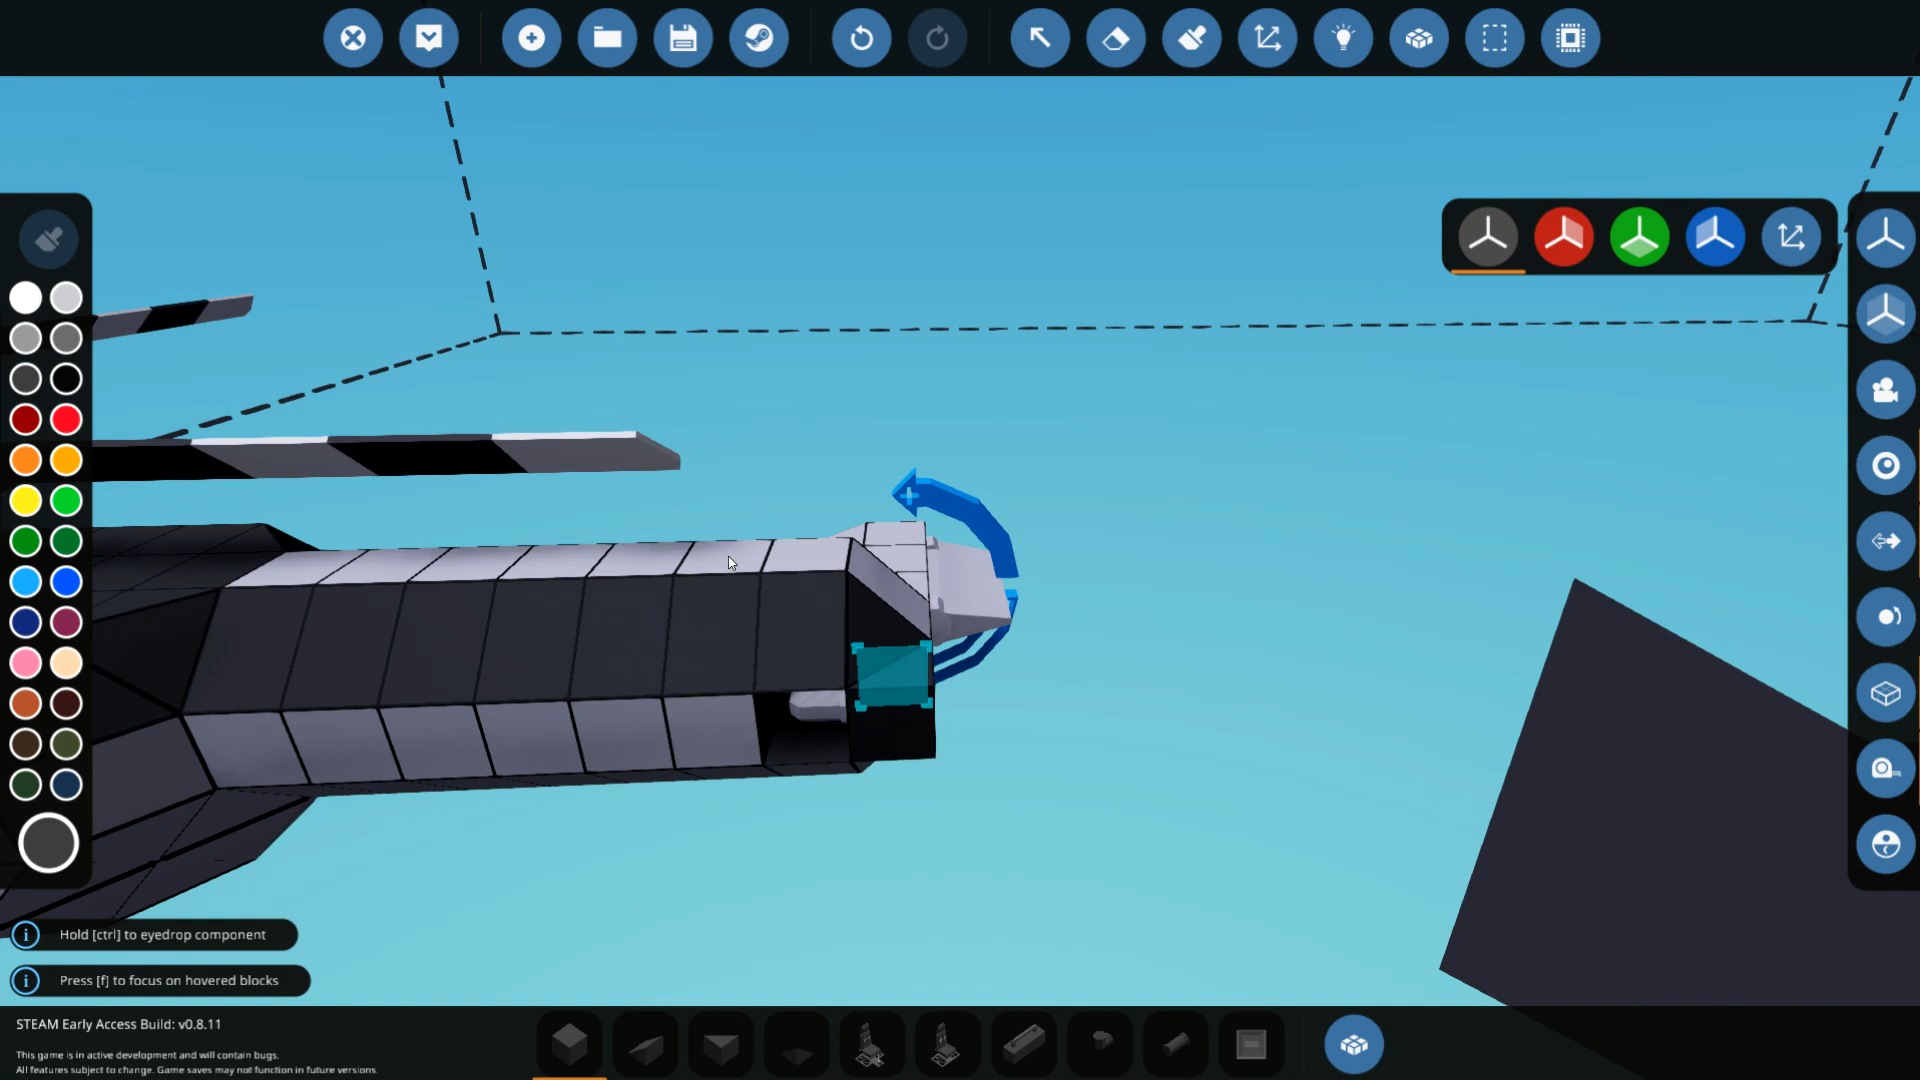 Hold [ctrl] to eyedrop component
Press [f] to focus on hovered blocks
STEAM Early Access Build: v0.8.11
This game is in active development and will contain bugs.
All features subject to change. Game saves may not function in future versions.